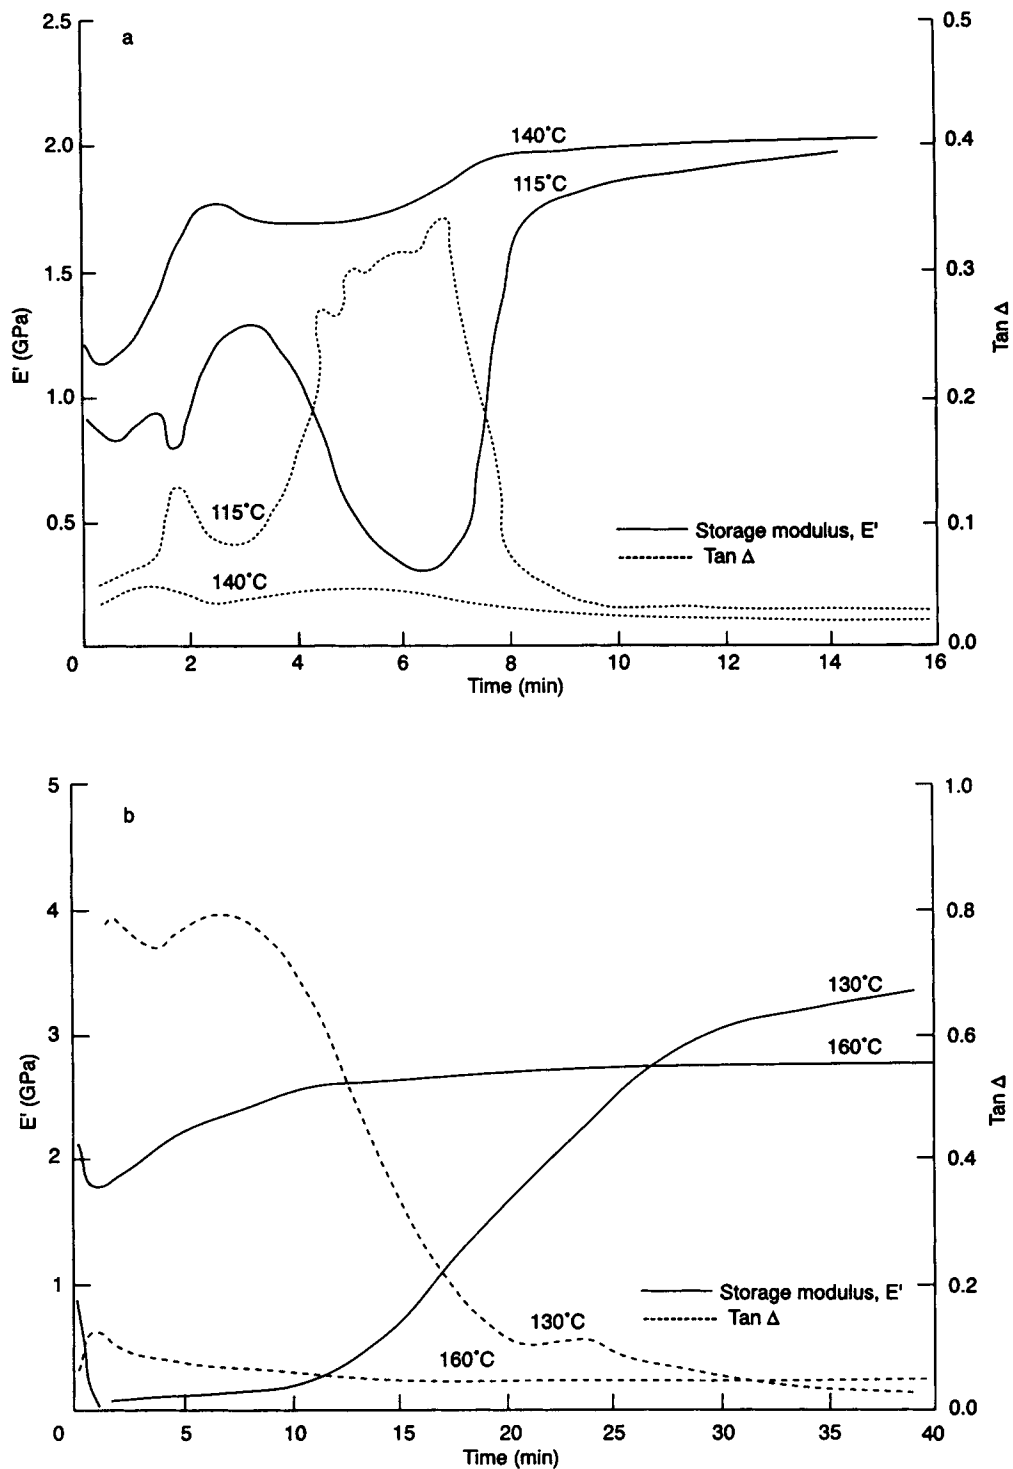 a
2.5
2.0
1.5
1.0
0.5
E' (GPa)
0.5
0.4
0.3
0.2
0.1
0.0
Tan Δ
140°C
115°C
115°C
140°C
Storage modulus, E'
Tan Δ
0 2 4 6 8 10 12 14 16
Time (min)
b
5
4
3
2
1
E' (GPa)
1.0
0.8
0.6
0.4
0.2
0.0
Tan Δ
130°C
160°C
130°C
160°C
Storage modulus, E'
Tan Δ
0 5 10 15 20 25 30 35 40
Time (min)